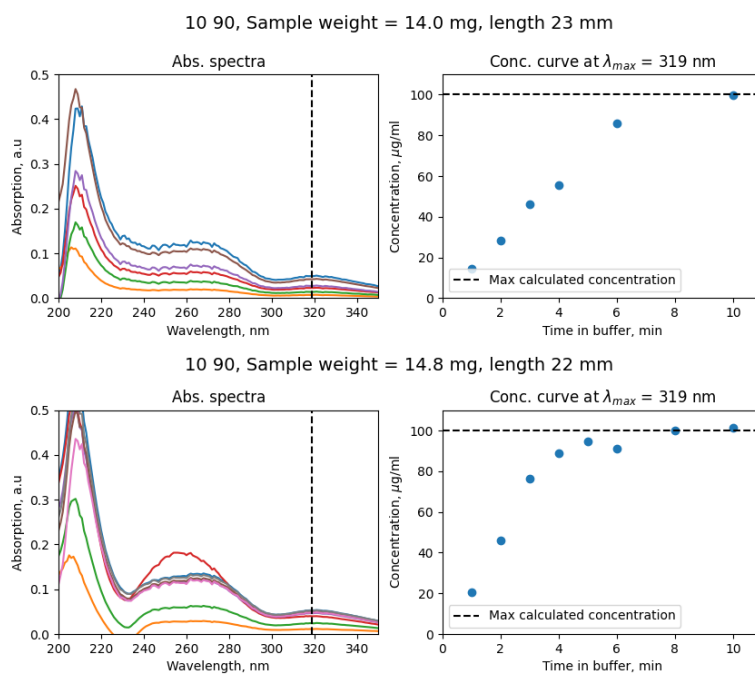 10 90, Sample weight = 14.0 mg, length 23 mm
Abs. spectra
Absorption, a.u
0.5
0.4
0.3
0.2
0.1
0.0
200 220 240 260 280 300 320 340
Wavelength, nm
Conc. curve at λmax = 319 nm
Concentration, μg/ml
100
80
60
40
20
0
Max calculated concentration
0 2 4 6 8 10
Time in buffer, min
10 90, Sample weight = 14.8 mg, length 22 mm
Abs. spectra
Absorption, a.u
0.5
0.4
0.3
0.2
0.1
0.0
200 220 240 260 280 300 320 340
Wavelength, nm
Conc. curve at λmax = 319 nm
Concentration, μg/ml
100
80
60
40
20
0
Max calculated concentration
0 2 4 6 8 10
Time in buffer, min